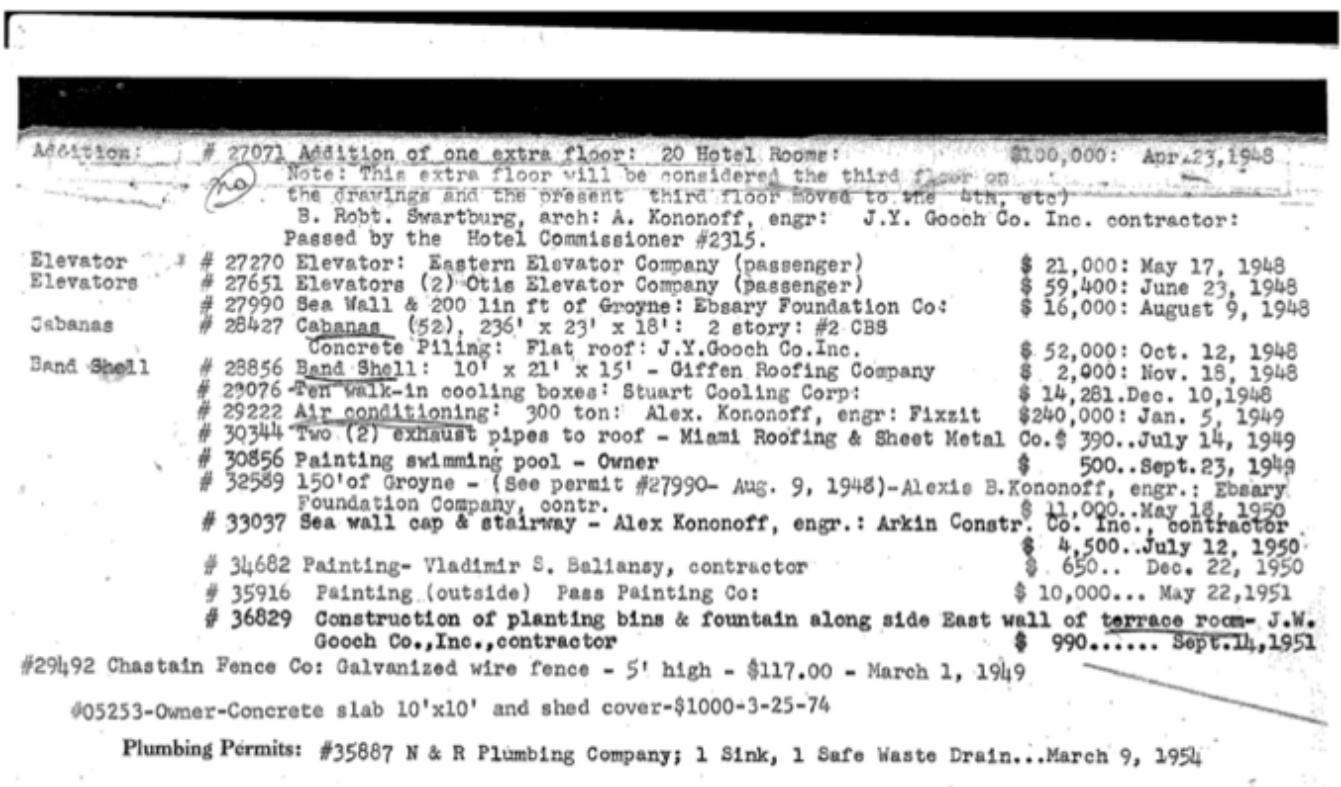 Addition: # 27071 Addition of one extra floor: 20 Hotel Rooms: $100,000: Apr.23,1948
no Note: This extra floor will be considered the third floor on
the drawings and the present third floor moved to the 4th, etc)
B. Robt. Swartburg, arch: A. Kononoff, engr: J.Y. Gooch Co. Inc. contractor:
Passed by the Hotel Commissioner #2315.
Elevator # 27270 Elevator: Eastern Elevator Company (passenger) $ 21,000: May 17, 1948
Elevators # 27651 Elevators (2) Otis Elevator Company (passenger) $ 59,400: June 23, 1948
# 27990 Sea Wall & 200 lin ft of Groyne: Ebsary Foundation Co: $ 16,000: August 9, 1948
Cabanas # 28427 Cabanas (52), 236' x 23' x 18': 2 story: #2 CBS
Concrete Piling: Flat roof: J.Y.Gooch Co.Inc. $ 52,000: Oct. 12, 1948
Band Shell # 28856 Band Shell: 10' x 21' x 15' - Giffen Roofing Company $ 2,000: Nov. 18, 1948
# 29076 Ten walk-in cooling boxes: Stuart Cooling Corp: $ 14,281.Dec. 10,1948
# 29222 Air conditioning: 300 ton: Alex. Kononoff, engr: Fixzit $240,000: Jan. 5, 1949
# 30344 Two (2) exhaust pipes to roof - Miami Roofing & Sheet Metal Co.$ 390..July 14, 1949
# 30856 Painting swimming pool - Owner $ 500..Sept.23, 1949
# 32589 150'of Groyne - (See permit #27990- Aug. 9, 1948)-Alexis B.Kononoff, engr.: Ebsary
Foundation Company, contr. $ 11,000..May 18, 1950
# 33037 Sea wall cap & stairway - Alex Kononoff, engr.: Arkin Constr. Co. Inc., contractor
$ 4,500..July 12, 1950
# 34682 Painting- Vladimir S. Baliansy, contractor $ 650.. Dec. 22, 1950
# 35916 Painting (outside) Pass Painting Co: $ 10,000... May 22,1951
# 36829 Construction of planting bins & fountain along side East wall of terrace room- J.W.
Gooch Co.,Inc.,contractor $ 990...... Sept.14,1951
#29492 Chastain Fence Co: Galvanized wire fence - 5' high - $117.00 - March 1, 1949
#05253-Owner-Concrete slab 10'x10' and shed cover-$1000-3-25-74
Plumbing Permits: #35887 N & R Plumbing Company; 1 Sink, 1 Safe Waste Drain...March 9, 1954